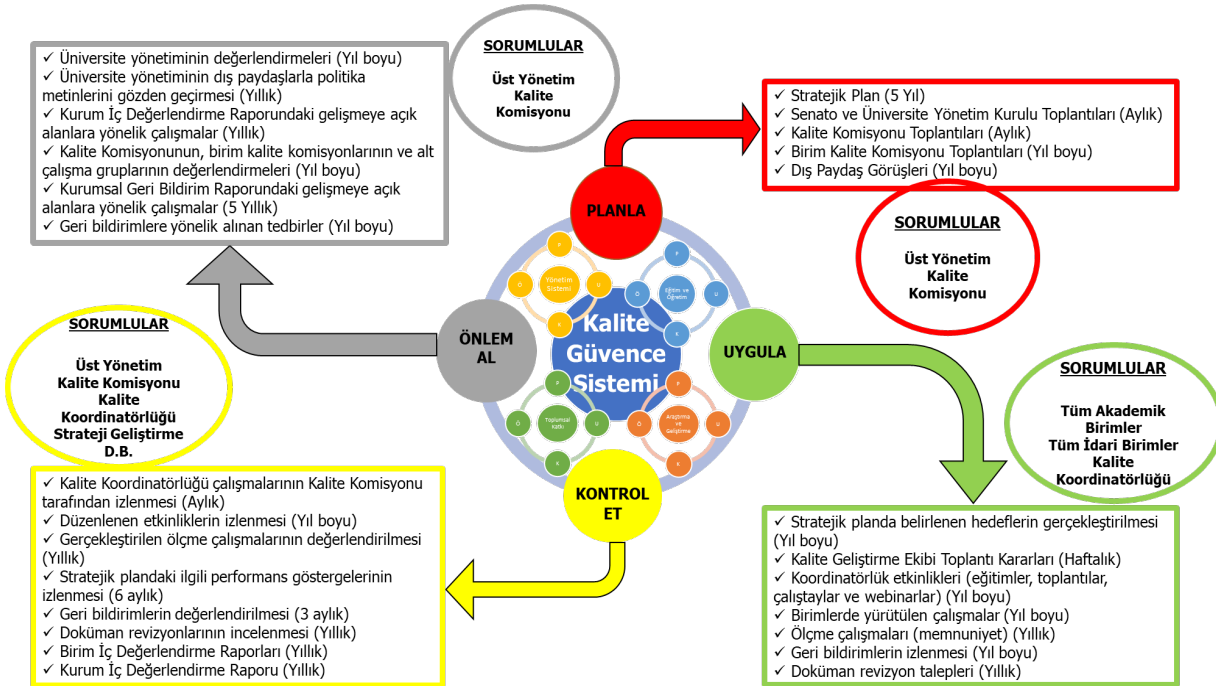 SORUMLULAR
Üst Yönetim
Kalite
Komisyonu
✓ Üniversite yönetiminin değerlendirmeleri (Yıl boyu)
✓ Üniversite yönetiminin dış paydaşlarla politika
metinlerini gözden geçirmesi (Yıllık)
✓ Kurum İç Değerlendirme Raporundaki gelişmeye açık
alanlara yönelik çalışmalar (Yıllık)
✓ Kalite Komisyonunun, birim kalite komisyonlarının ve alt
çalışma gruplarının değerlendirmeleri (Yıl boyu)
✓ Kurumsal Geri Bildirim Raporundaki gelişmeye açık
alanlara yönelik çalışmalar (5 Yıllık)
✓ Geri bildirimlere yönelik alınan tedbirler (Yıl boyu)
✓ Stratejik Plan (5 Yıl)
✓ Senato ve Üniversite Yönetim Kurulu Toplantıları (Aylık)
✓ Kalite Komisyonu Toplantıları (Aylık)
✓ Birim Kalite Komisyonu Toplantıları (Yıl boyu)
✓ Dış Paydaş Görüşleri (Yıl boyu)
SORUMLULAR
Üst Yönetim
Kalite
Komisyonu
PLANLA
P
Ö
Yönetim
Sistemi
U
K
P
Ö
Eğitim ve
Öğretim
U
K
Kalite
Güvence
Sistemi
ÖNLEM
AL
UYGULA
P
Ö
Toplumsal
Katkı
U
K
P
Ö
Araştırma
ve
Geliştirme
U
K
KONTROL
ET
SORUMLULAR
Üst Yönetim
Kalite Komisyonu
Kalite
Koordinatörlüğü
Strateji Geliştirme
D.B.
SORUMLULAR
Tüm Akademik
Birimler
Tüm İdari Birimler
Kalite
Koordinatörlüğü
✓ Kalite Koordinatörlüğü çalışmalarının Kalite Komisyonu
tarafından izlenmesi (Aylık)
✓ Düzenlenen etkinliklerin izlenmesi (Yıl boyu)
✓ Gerçekleştirilen ölçme çalışmalarının değerlendirilmesi
(Yıllık)
✓ Stratejik plandaki ilgili performans göstergelerinin
izlenmesi (6 aylık)
✓ Geri bildirimlerin değerlendirilmesi (3 aylık)
✓ Doküman revizyonlarının incelenmesi (Yıllık)
✓ Birim İç Değerlendirme Raporları (Yıllık)
✓ Kurum İç Değerlendirme Raporu (Yıllık)
✓ Stratejik planda belirlenen hedeflerin gerçekleştirilmesi
(Yıl boyu)
✓ Kalite Geliştirme Ekibi Toplantı Kararları (Haftalık)
✓ Koordinatörlük etkinlikleri (eğitimler, toplantılar,
çalıştaylar ve webinarlar) (Yıl boyu)
✓ Birimlerde yürütülen çalışmalar (Yıl boyu)
✓ Ölçme çalışmaları (memnuniyet) (Yıllık)
✓ Geri bildirimlerin izlenmesi (Yıl boyu)
✓ Doküman revizyon talepleri (Yıllık)